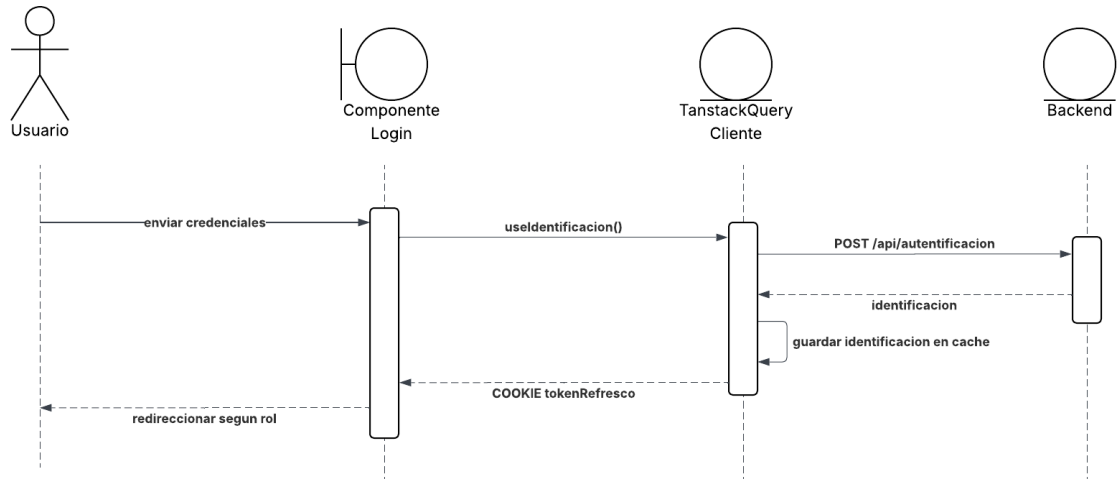 Usuario
Componente
Login
TanstackQuery
Cliente
Backend
enviar credenciales
useIdentificacion()
POST /api/autentificacion
identificacion
guardar identificacion en cache
COOKIE tokenRefresco
redireccionar segun rol